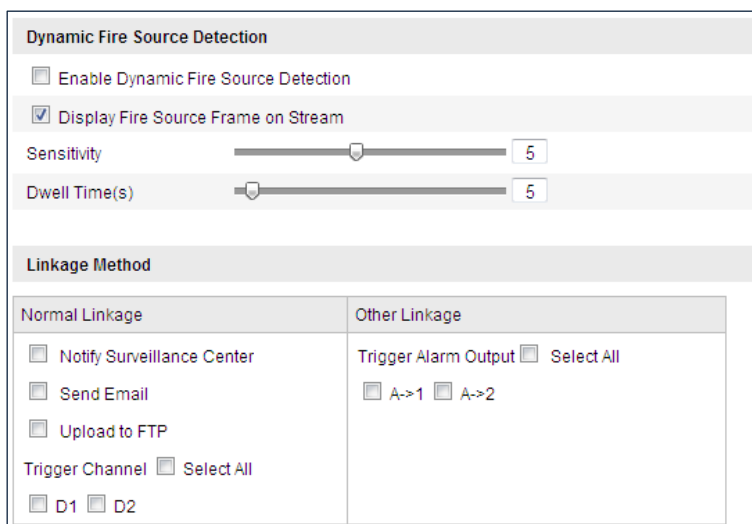 Dynamic Fire Source Detection
Enable Dynamic Fire Source Detection
Display Fire Source Frame on Stream
Sensitivity 5
Dwell Time(s) 5
Linkage Method
Normal Linkage Other Linkage
Notify Surveillance Center Trigger Alarm Output Select All
Send Email A->1 A->2
Upload to FTP
Trigger Channel Select All
D1 D2